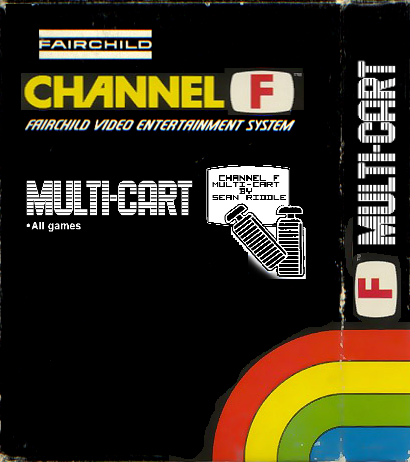 FAIRCHILD
CHANNEL F
FAIRCHILD VIDEO ENTERTAINMENT SYSTEM
MULTI-CART
•All games
CHANNEL F
MULTI-CART
BY
SEAN RIDDLE
F MULTI-CART